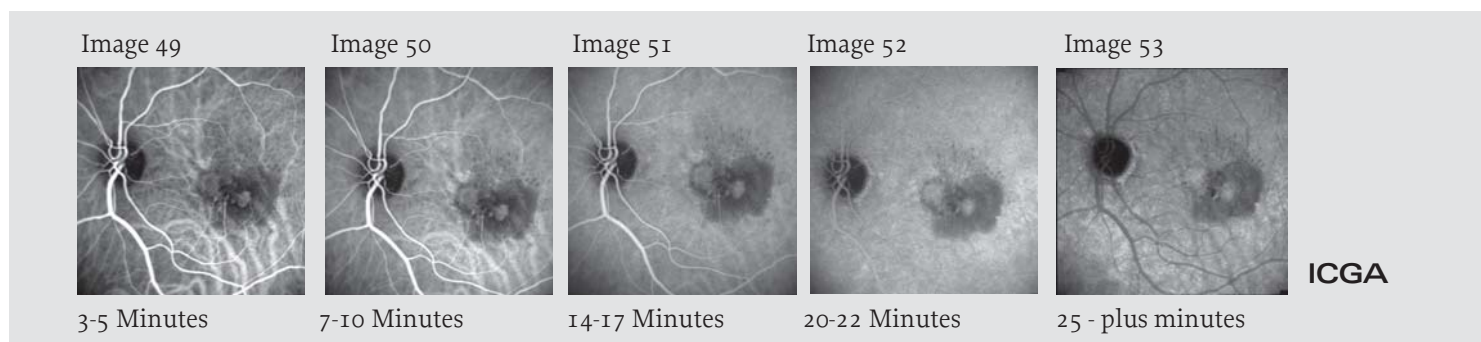 Image 49 Image 50 Image 51 Image 52 Image 53
ICGA
3-5 Minutes 7-10 Minutes 14-17 Minutes 20-22 Minutes 25 - plus minutes